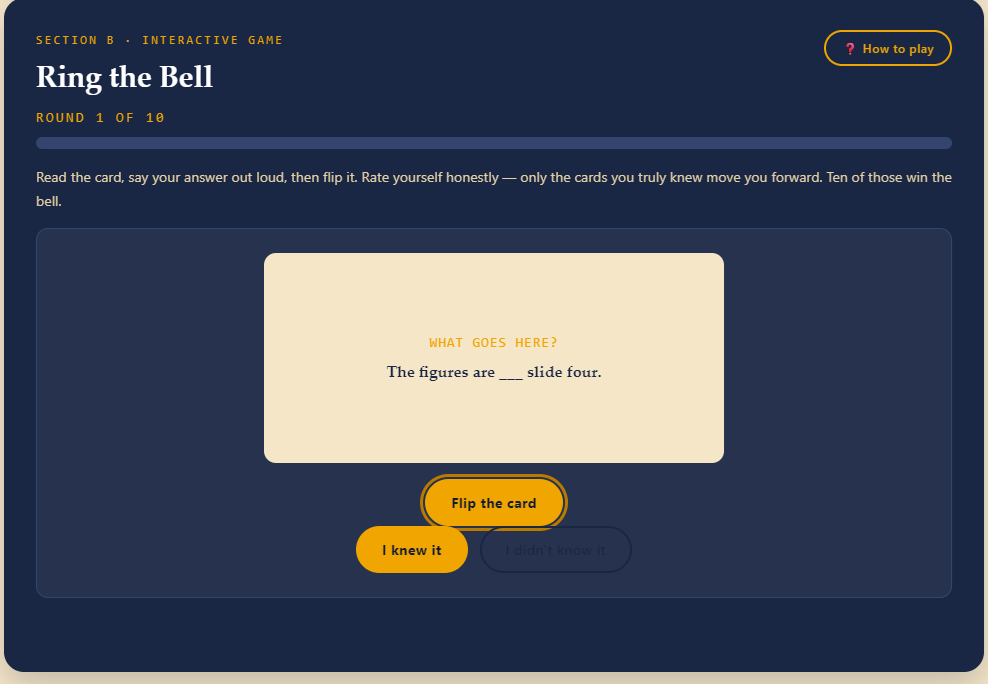 SECTION B · INTERACTIVE GAME
❓ How to play
Ring the Bell
ROUND 1 OF 10
Read the card, say your answer out loud, then flip it. Rate yourself honestly — only the cards you truly knew move you forward. Ten of those win the
bell.
WHAT GOES HERE?
The figures are ___ slide four.
Flip the card
I knew it
I didn't know it